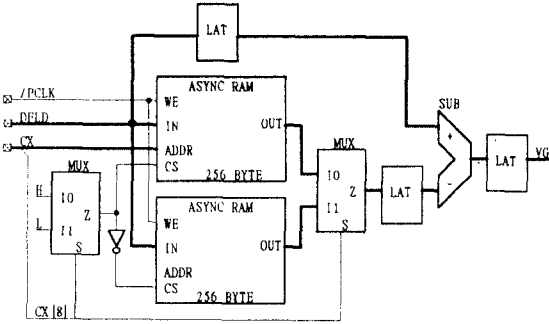 LAT
/PCLK
DFLD
CX
ASYNC RAM
WE
IN
OUT
ADDR
CS
256 BYTE
SUB
+
-
MUX
I0
Z
I1
S
LAT
LAT
VG
MUX
H
I0
L
I1
Z
S
ASYNC RAM
WE
IN
OUT
ADDR
CS
256 BYTE
CX[8]